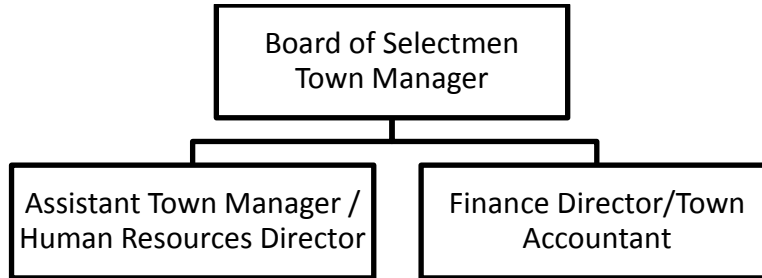 Board of Selectmen
Town Manager
Assistant Town Manager /
Human Resources Director
Finance Director/Town
Accountant